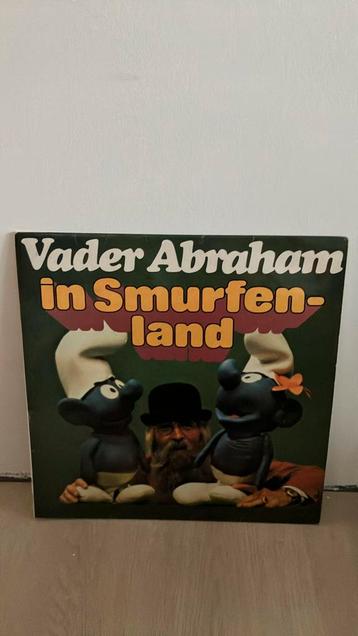 Vader Abraham
in Smurfen-
land